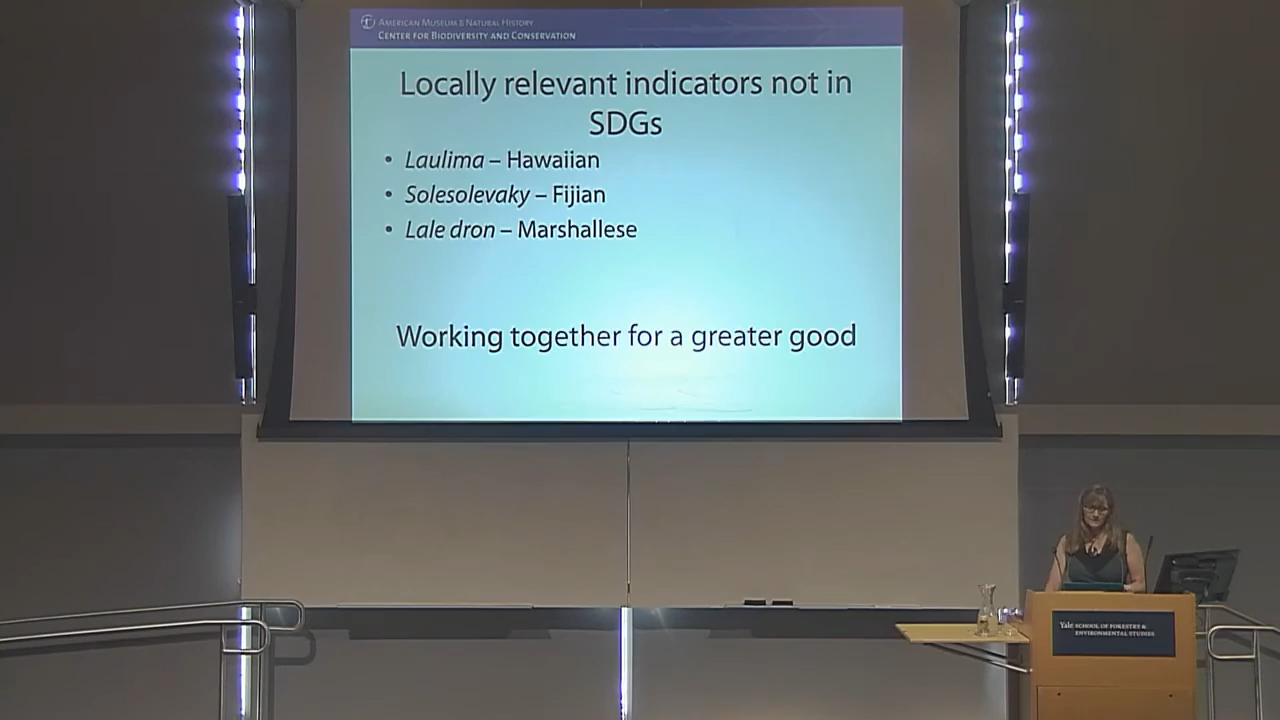 AMERICAN MUSEUM & NATURAL HISTORY
CENTER FOR BIODIVERSITY AND CONSERVATION
Locally relevant indicators not in
SDGs
• Laulima – Hawaiian
• Solesolevaky – Fijian
• Lale dron – Marshallese
Working together for a greater good
Yale SCHOOL OF FORESTRY &
ENVIRONMENTAL STUDIES